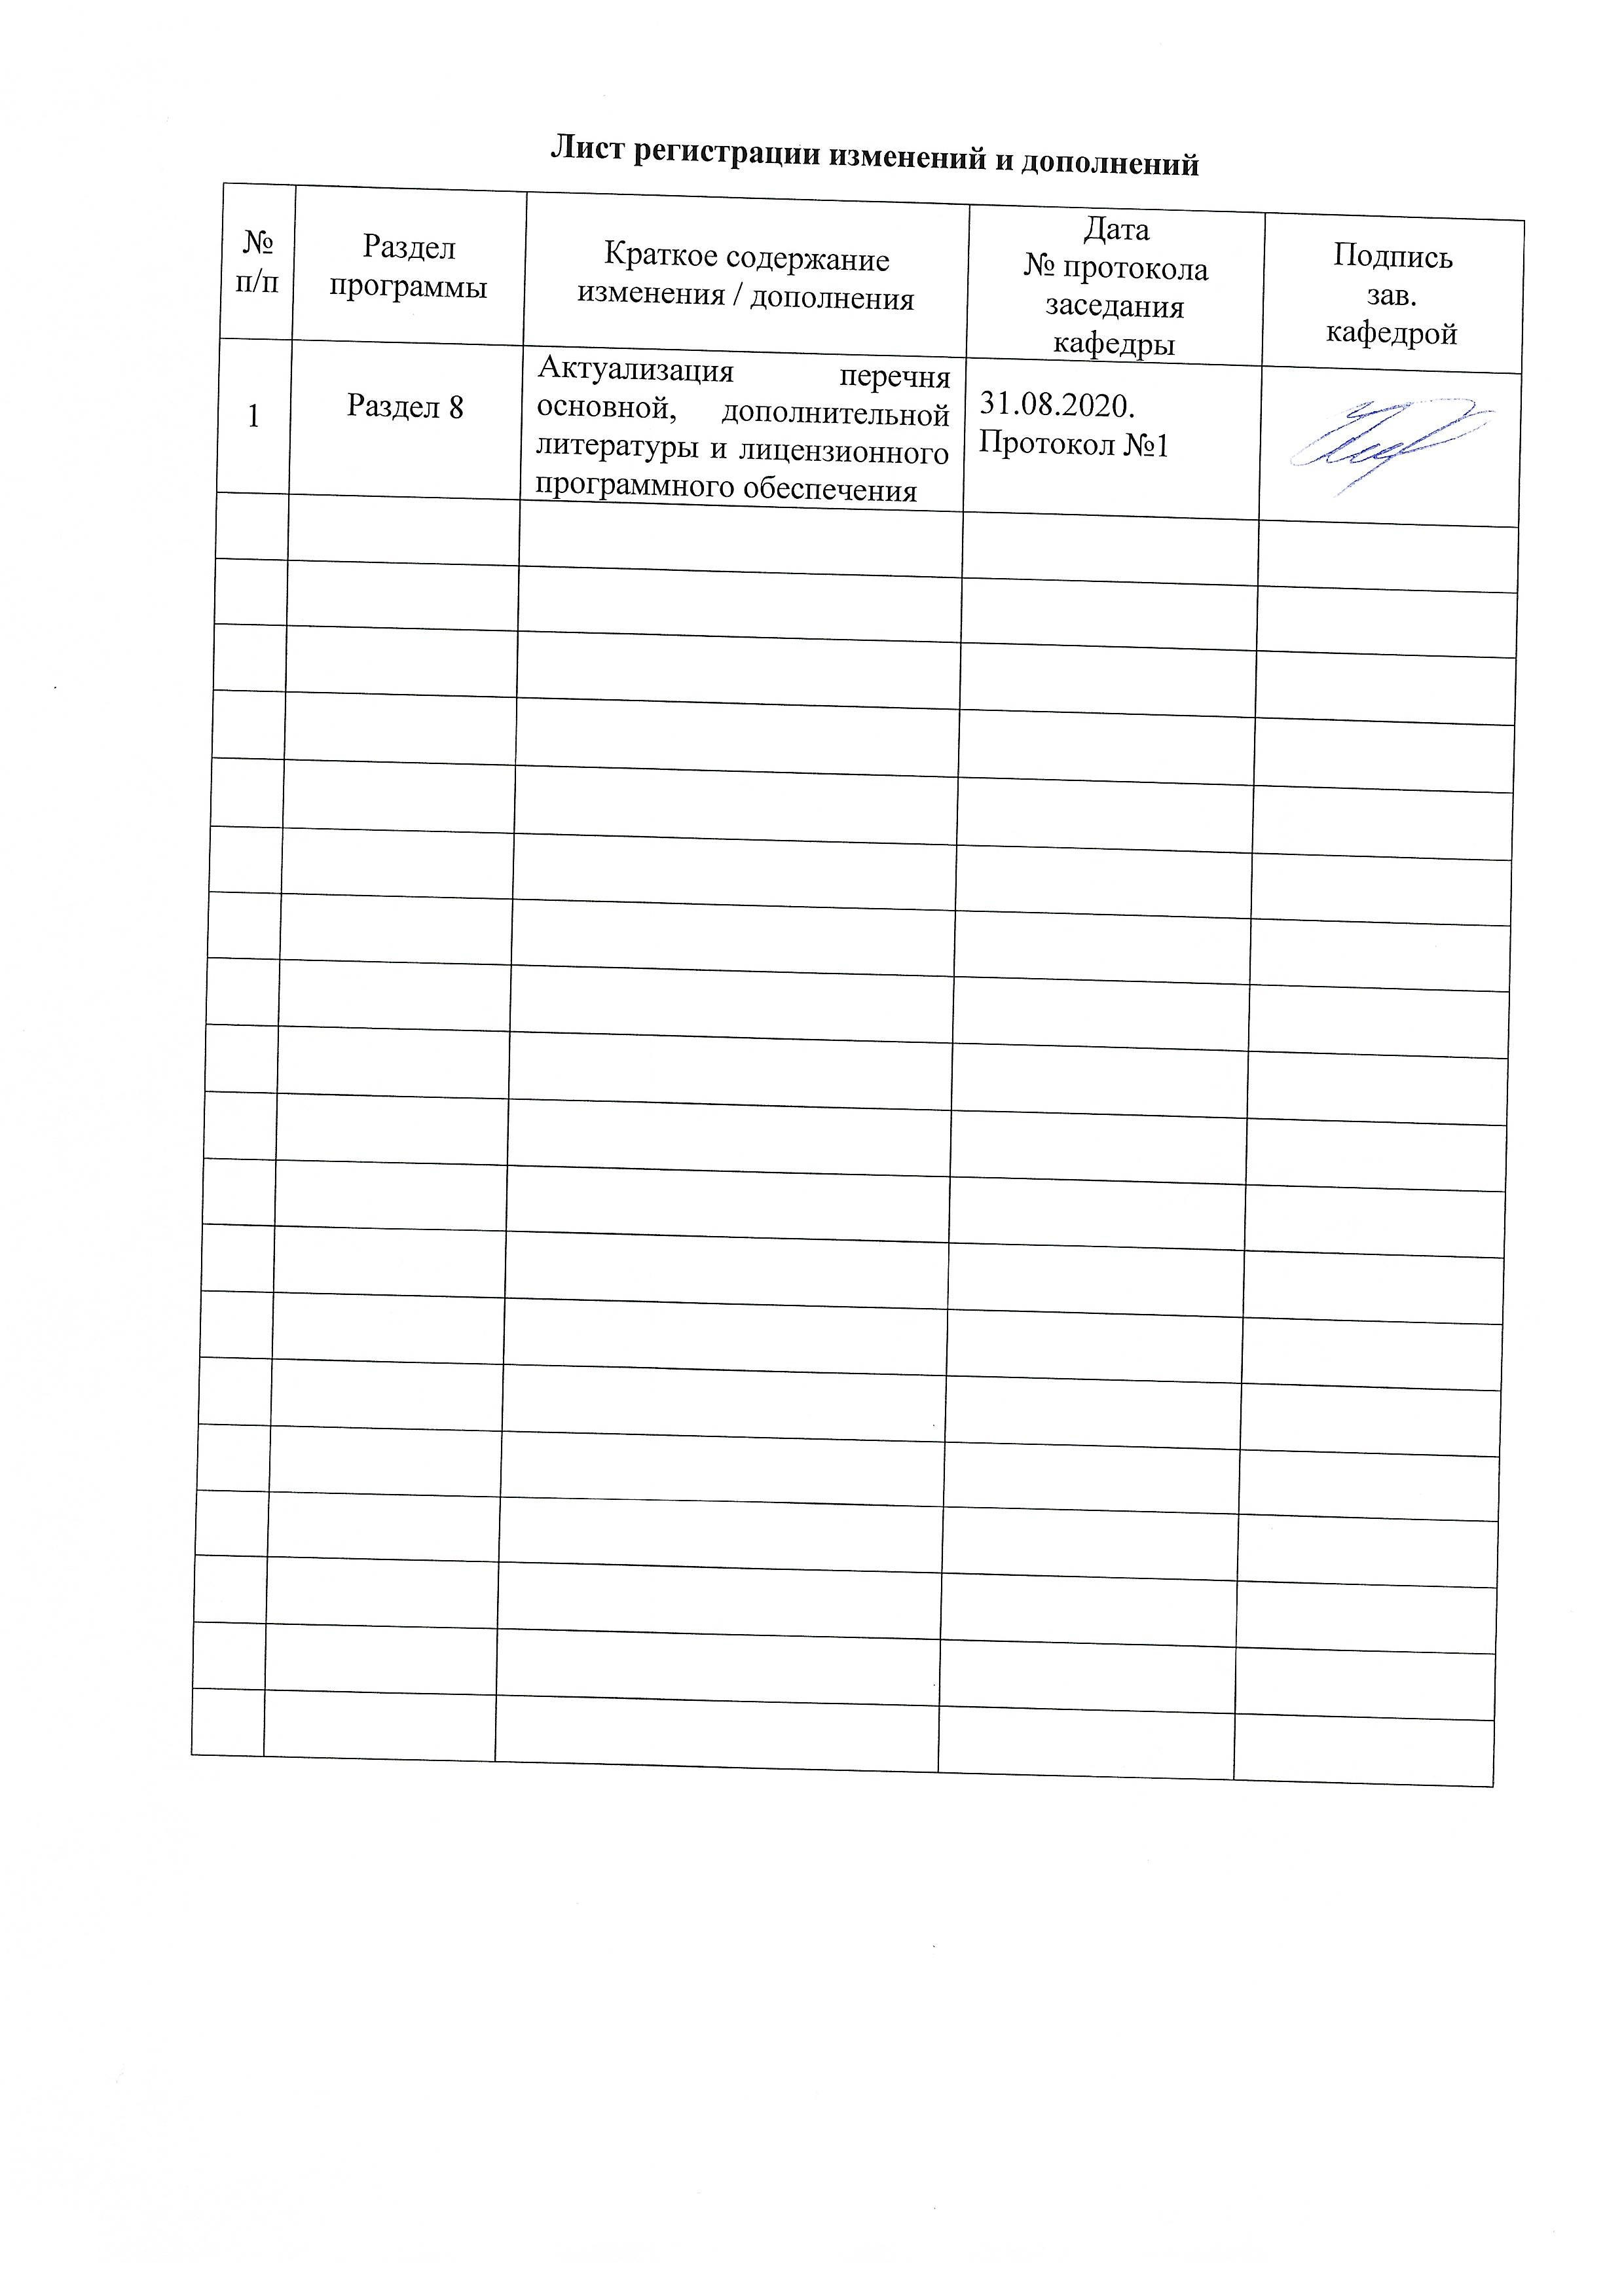 Лист регистрации изменений и дополнений
№
п/п
Раздел
программы
Краткое содержание
изменения / дополнения
Дата
№ протокола
заседания
кафедры
Подпись
зав.
кафедрой
1
Раздел 8
Актуализация перечня
основной, дополнительной
литературы и лицензионного
программного обеспечения
31.08.2020.
Протокол №1